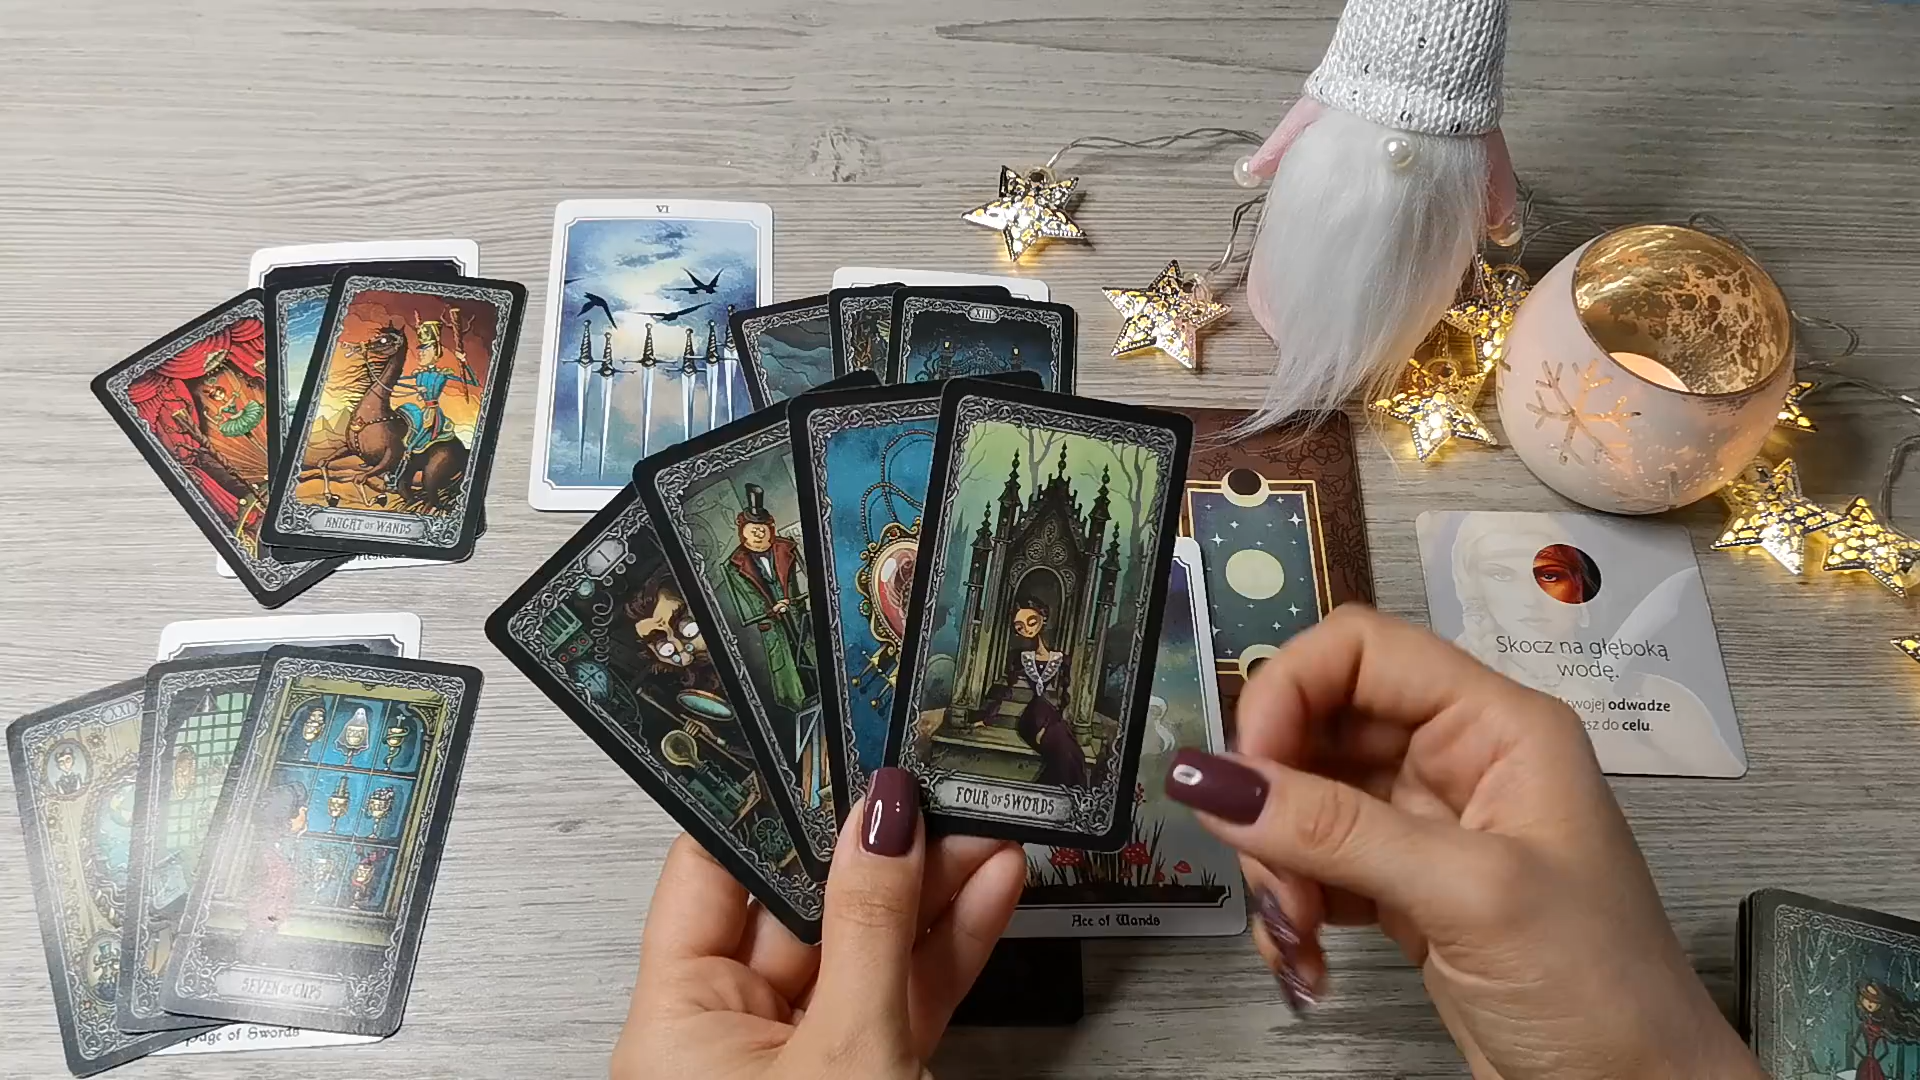 VI
XIII
KNIGHT OF WANDS
Skocz na głęboką
wodę.
swojej odwadze
do celu.
XXI
FOUR OF SWORDS
Ace of Wands
SEVEN OF CUPS
Page of Swords